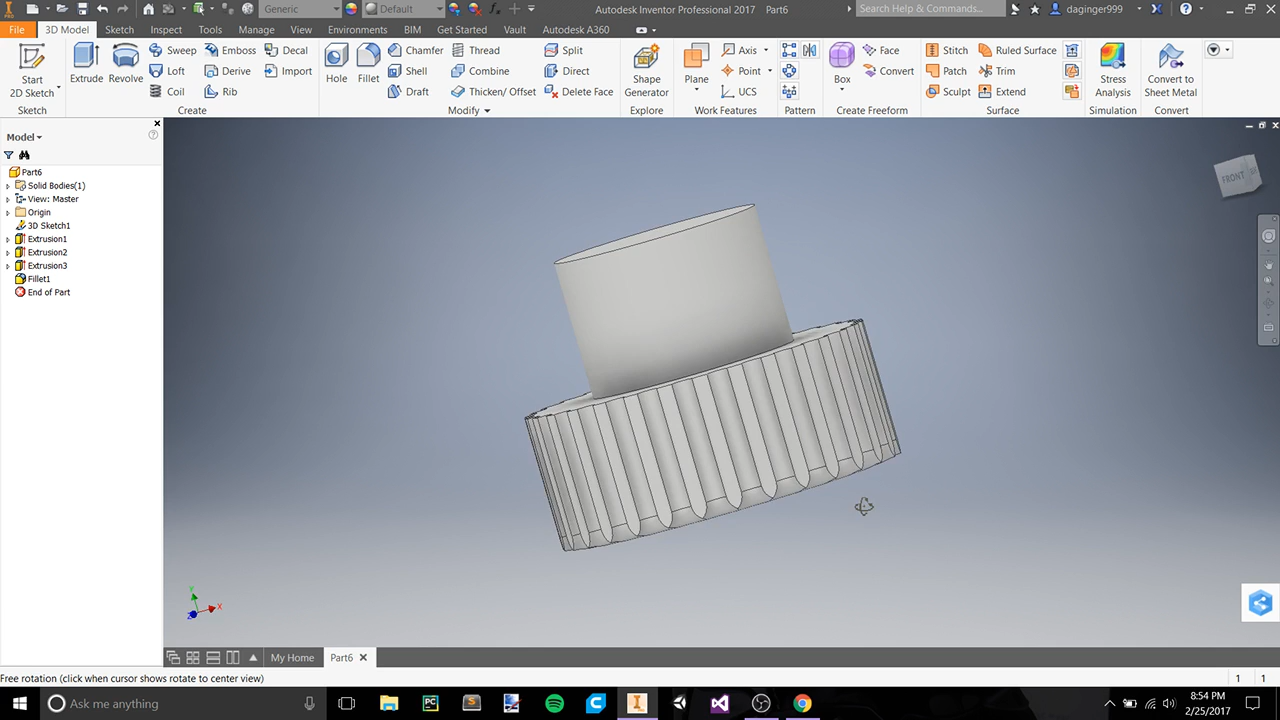 Generic Default Autodesk Inventor Professional 2017 Part6 Search Help & Commands... daginger999
File 3D Model Sketch Inspect Tools Manage View Environments BIM Get Started Vault Autodesk A360
Start 2D Sketch
Extrude Revolve
Sweep Emboss Decal
Loft Derive Import
Coil Rib
Hole Fillet
Chamfer Thread Split
Shell Combine Direct
Draft Thicken/ Offset Delete Face
Shape Generator
Plane
Axis
Point
UCS
Box
Face
Convert
Stitch Ruled Surface
Patch Trim
Sculpt Extend
Stress Analysis
Convert to Sheet Metal
Sketch Create Modify Explore Work Features Pattern Create Freeform Surface Simulation Convert
Model
Part6
Solid Bodies(1)
View: Master
Origin
3D Sketch1
Extrusion1
Extrusion2
Extrusion3
Fillet1
End of Part
FRONT
Y
X
Z
My Home Part6
Free rotation (click when cursor shows rotate to center view) 1 1
Ask me anything
8:54 PM
2/25/2017